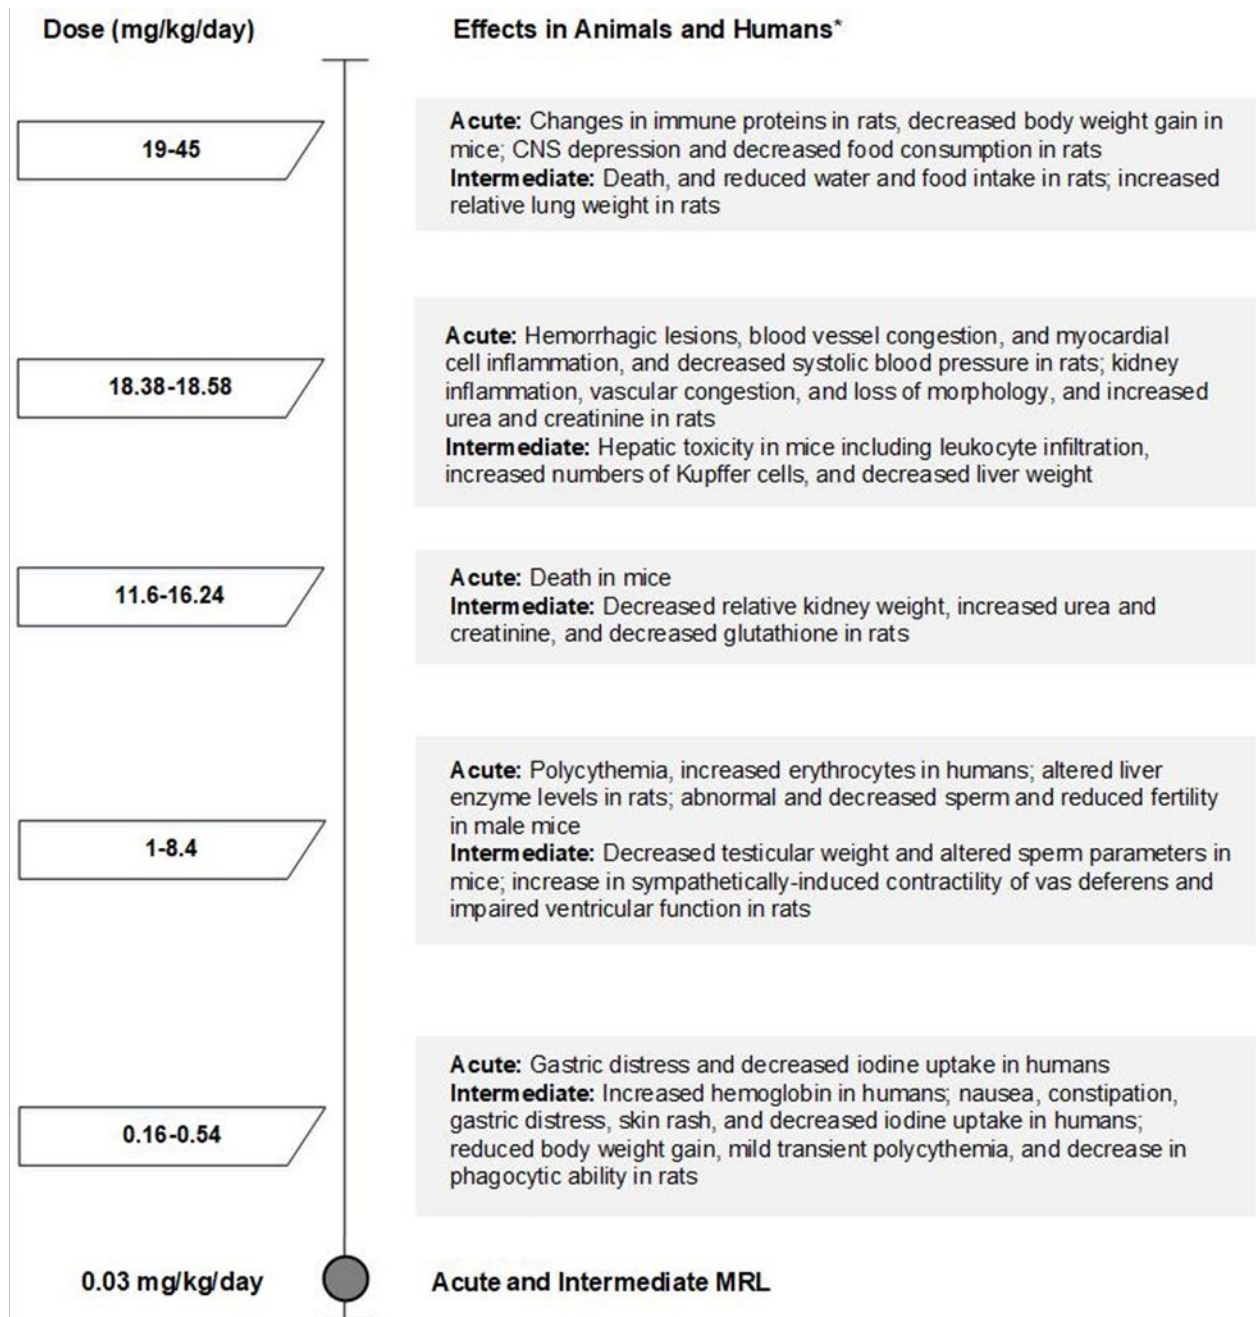 Dose (mg/kg/day)
Effects in Animals and Humans*
19-45
Acute: Changes in immune proteins in rats, decreased body weight gain in
mice; CNS depression and decreased food consumption in rats
Intermediate: Death, and reduced water and food intake in rats; increased
relative lung weight in rats
18.38-18.58
Acute: Hemorrhagic lesions, blood vessel congestion, and myocardial
cell inflammation, and decreased systolic blood pressure in rats; kidney
inflammation, vascular congestion, and loss of morphology, and increased
urea and creatinine in rats
Intermediate: Hepatic toxicity in mice including leukocyte infiltration,
increased numbers of Kupffer cells, and decreased liver weight
11.6-16.24
Acute: Death in mice
Intermediate: Decreased relative kidney weight, increased urea and
creatinine, and decreased glutathione in rats
1-8.4
Acute: Polycythemia, increased erythrocytes in humans; altered liver
enzyme levels in rats; abnormal and decreased sperm and reduced fertility
in male mice
Intermediate: Decreased testicular weight and altered sperm parameters in
mice; increase in sympathetically-induced contractility of vas deferens and
impaired ventricular function in rats
0.16-0.54
Acute: Gastric distress and decreased iodine uptake in humans
Intermediate: Increased hemoglobin in humans; nausea, constipation,
gastric distress, skin rash, and decreased iodine uptake in humans;
reduced body weight gain, mild transient polycythemia, and decrease in
phagocytic ability in rats
0.03 mg/kg/day
Acute and Intermediate MRL